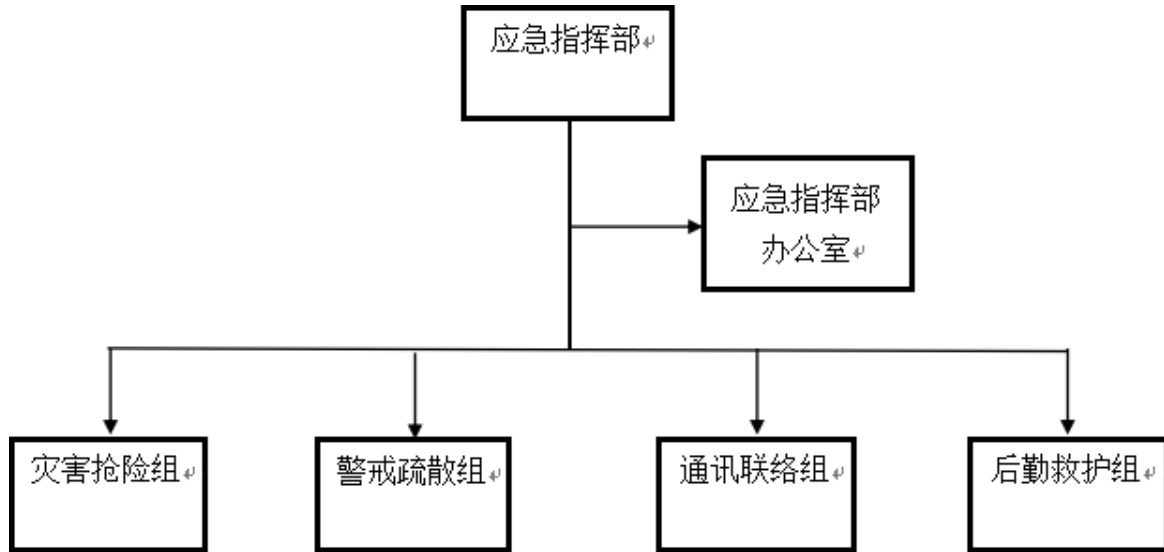 应急指挥部
应急指挥部
办公室
灾害抢险组
警戒疏散组
通讯联络组
后勤救护组